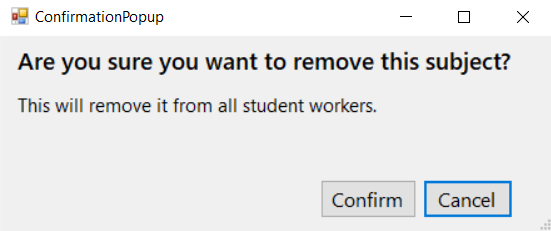 ConfirmationPopup
Are you sure you want to remove this subject?
This will remove it from all student workers.
Confirm Cancel